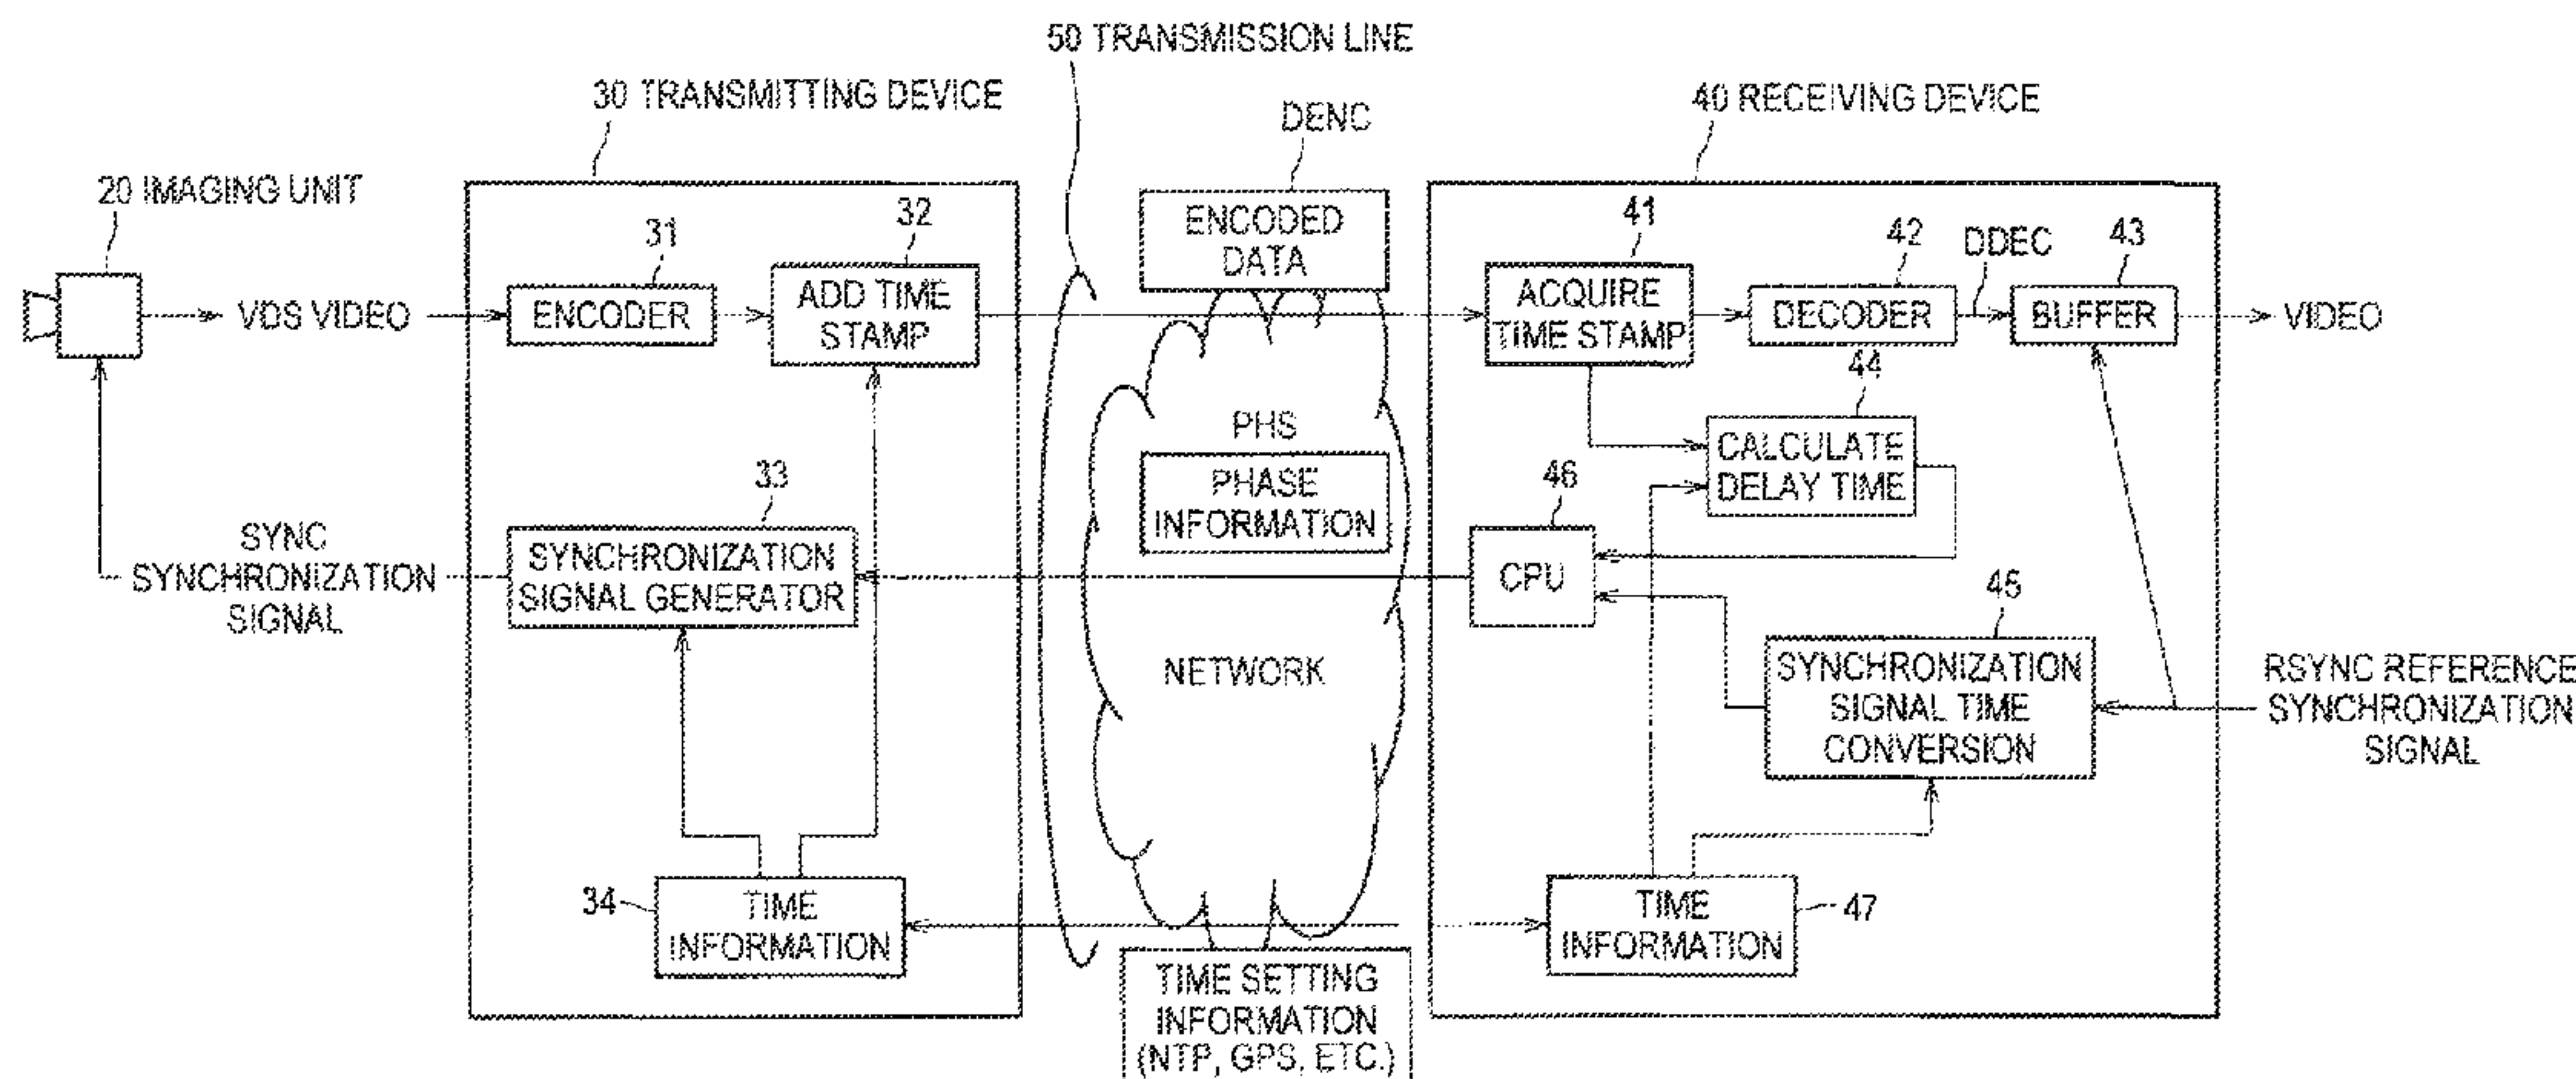 50 TRANSMISSION LINE
30 TRANSMITTING DEVICE
DENC
40 RECEIVING DEVICE
20 IMAGING UNIT
31
32
ENCODED
DATA
41
42
DDEC
43
VDS VIDEO
ENCODER
ADD TIME
STAMP
ACQUIRE
TIME STAMP
DECODER
BUFFER
VIDEO
44
PHS
CALCULATE
DELAY TIME
33
PHASE
INFORMATION
46
SYNC
SYNCHRONIZATION
SIGNAL
SYNCHRONIZATION
SIGNAL GENERATOR
CPU
45
NETWORK
SYNCHRONIZATION
SIGNAL TIME
CONVERSION
RSYNC REFERENCE
SYNCHRONIZATION
SIGNAL
34
TIME
INFORMATION
TIME
INFORMATION
47
TIME SETTING
INFORMATION
(NTP, GPS, ETC.)